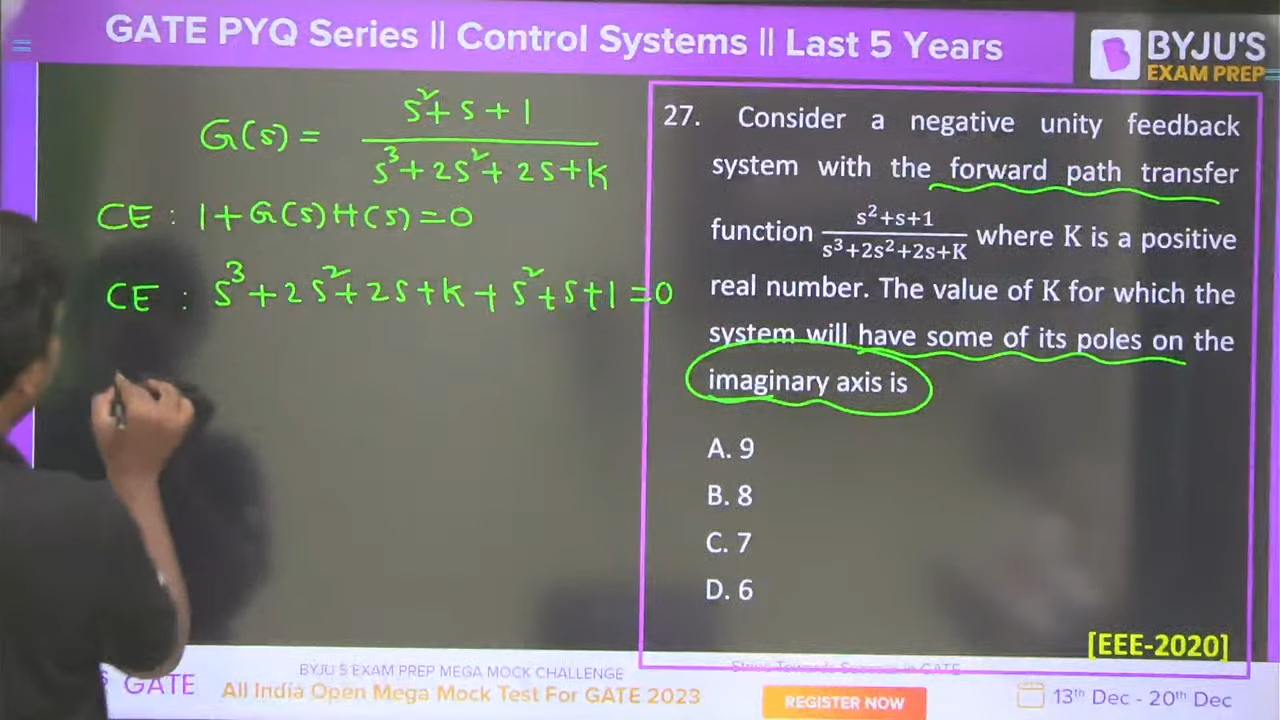 GATE PYQ Series || Control Systems || Last 5 Years
BYJU'S
EXAM PREP
G(s) = s²+s+1 / s³+2s²+2s+k
CE : 1+G(s)H(s)=0
CE : s³+2s²+2s+k+s²+s+1=0
27. Consider a negative unity feedback
system with the forward path transfer
function s²+s+1 / s³+2s²+2s+K where K is a positive
real number. The value of K for which the
system will have some of its poles on the
imaginary axis is
A. 9
B. 8
C. 7
D. 6
[EEE-2020]
BYJU'S EXAM PREP MEGA MOCK CHALLENGE
GATE
All India Open Mega Mock Test For GATE 2023
REGISTER NOW
13th Dec - 20th Dec